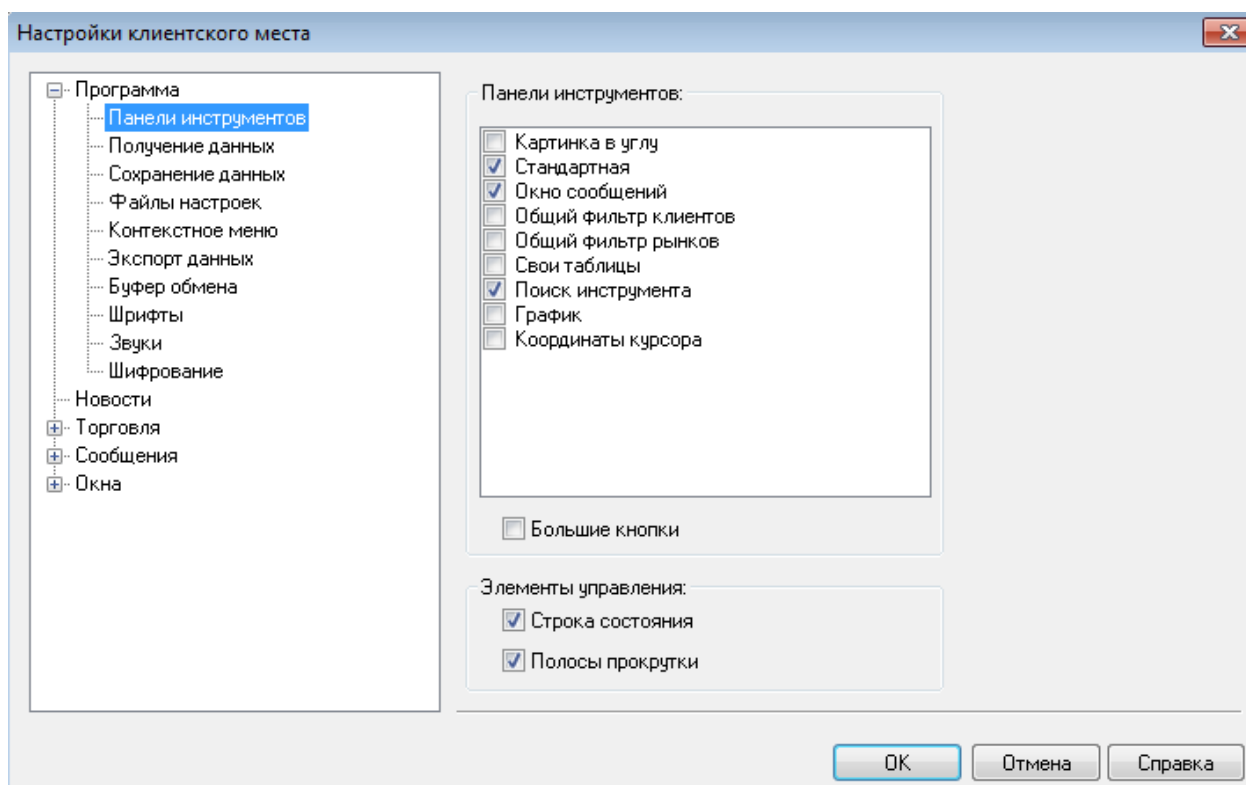 Настройки клиентского места
Программа
Панели инструментов
Получение данных
Сохранение данных
Файлы настроек
Контекстное меню
Экспорт данных
Буфер обмена
Шрифты
Звуки
Шифрование
Новости
Торговля
Сообщения
Окна
Панели инструментов:
Картинка в углу
Стандартная
Окно сообщений
Общий фильтр клиентов
Общий фильтр рынков
Свои таблицы
Поиск инструмента
График
Координаты курсора
Большие кнопки
Элементы управления:
Строка состояния
Полосы прокрутки
ОК
Отмена
Справка